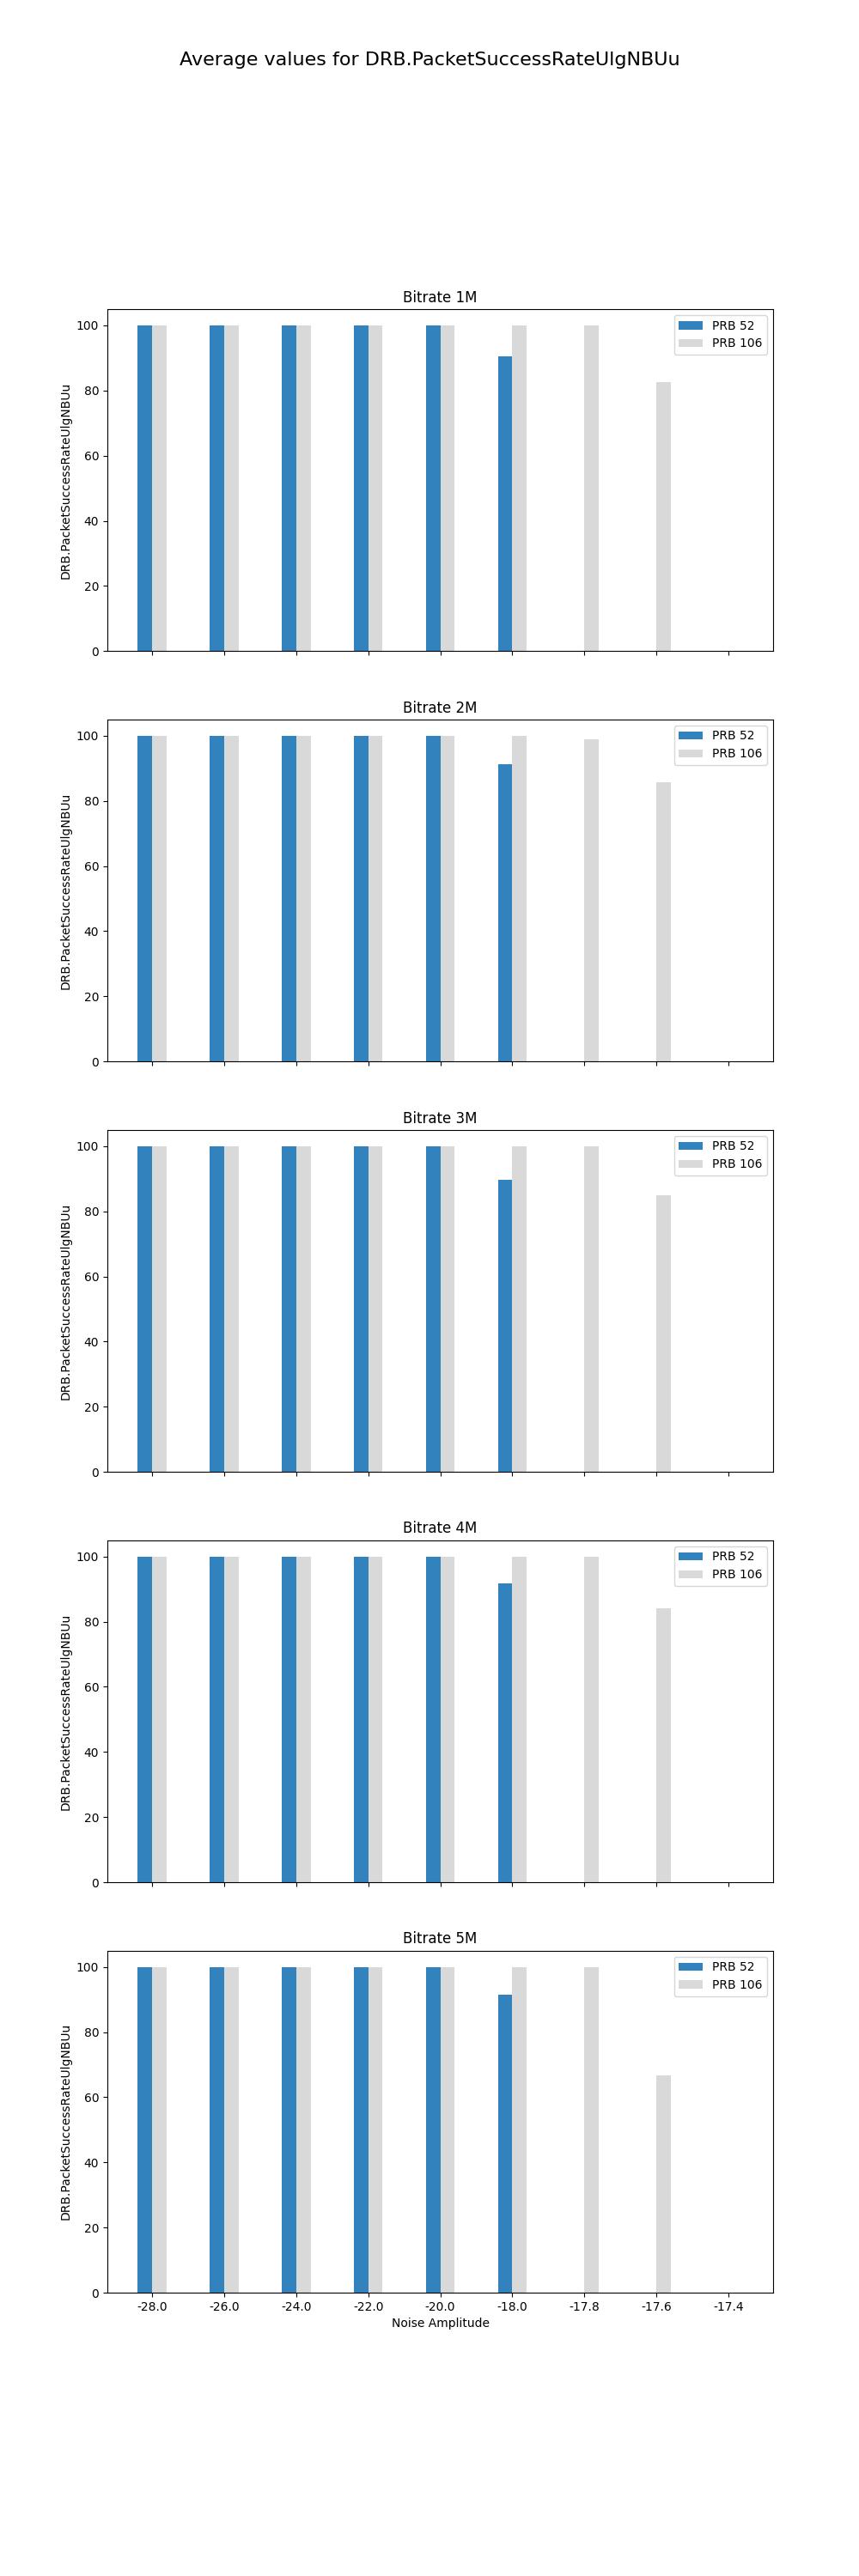 Average values for DRB.PacketSuccessRateUlgNBUu
Bitrate 1M
DRB.PacketSuccessRateUlgNBUu
100
80
60
40
20
0
PRB 52
PRB 106
Bitrate 2M
DRB.PacketSuccessRateUlgNBUu
100
80
60
40
20
0
PRB 52
PRB 106
Bitrate 3M
DRB.PacketSuccessRateUlgNBUu
100
80
60
40
20
0
PRB 52
PRB 106
Bitrate 4M
DRB.PacketSuccessRateUlgNBUu
100
80
60
40
20
0
PRB 52
PRB 106
Bitrate 5M
DRB.PacketSuccessRateUlgNBUu
100
80
60
40
20
0
PRB 52
PRB 106
-28.0 -26.0 -24.0 -22.0 -20.0 -18.0 -17.8 -17.6 -17.4
Noise Amplitude